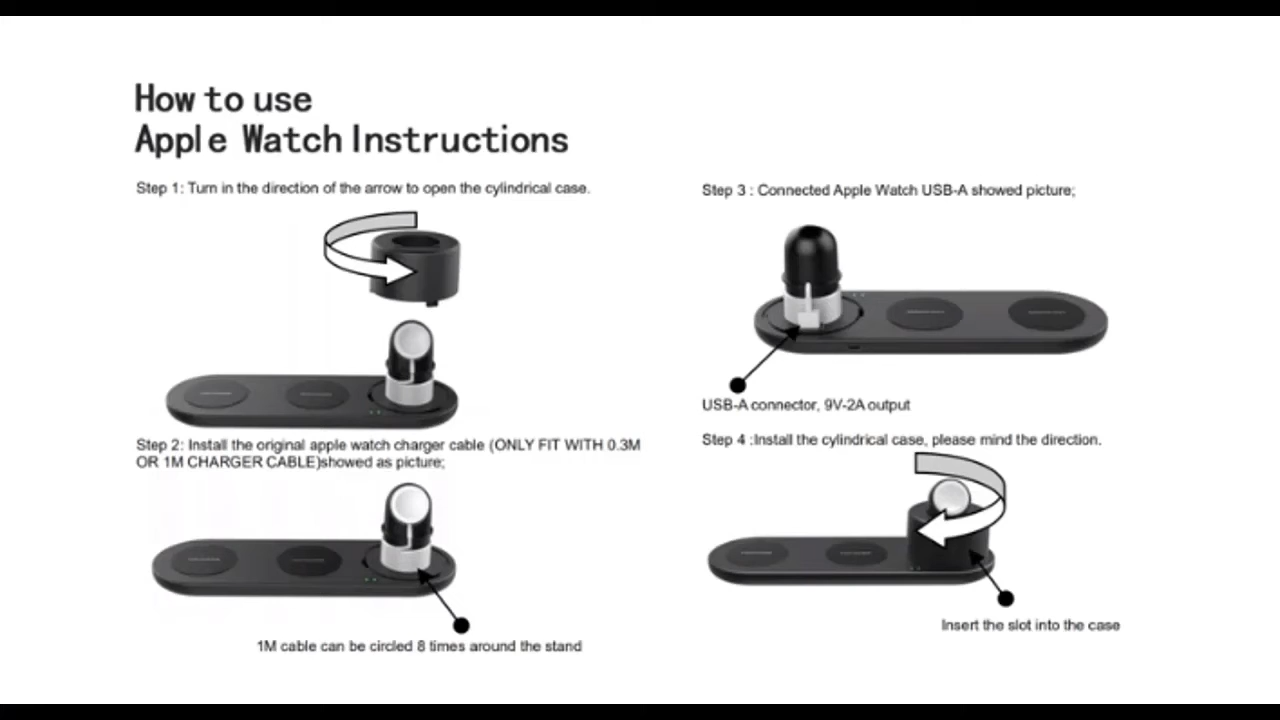 How to use
Apple Watch Instructions
Step 1: Turn in the direction of the arrow to open the cylindrical case.
Step 2: Install the original apple watch charger cable (ONLY FIT WITH 0.3M
OR 1M CHARGER CABLE)showed as picture;
1M cable can be circled 8 times around the stand
Step 3 : Connected Apple Watch USB-A showed picture;
USB-A connector, 9V-2A output
Step 4 :Install the cylindrical case, please mind the direction.
Insert the slot into the case